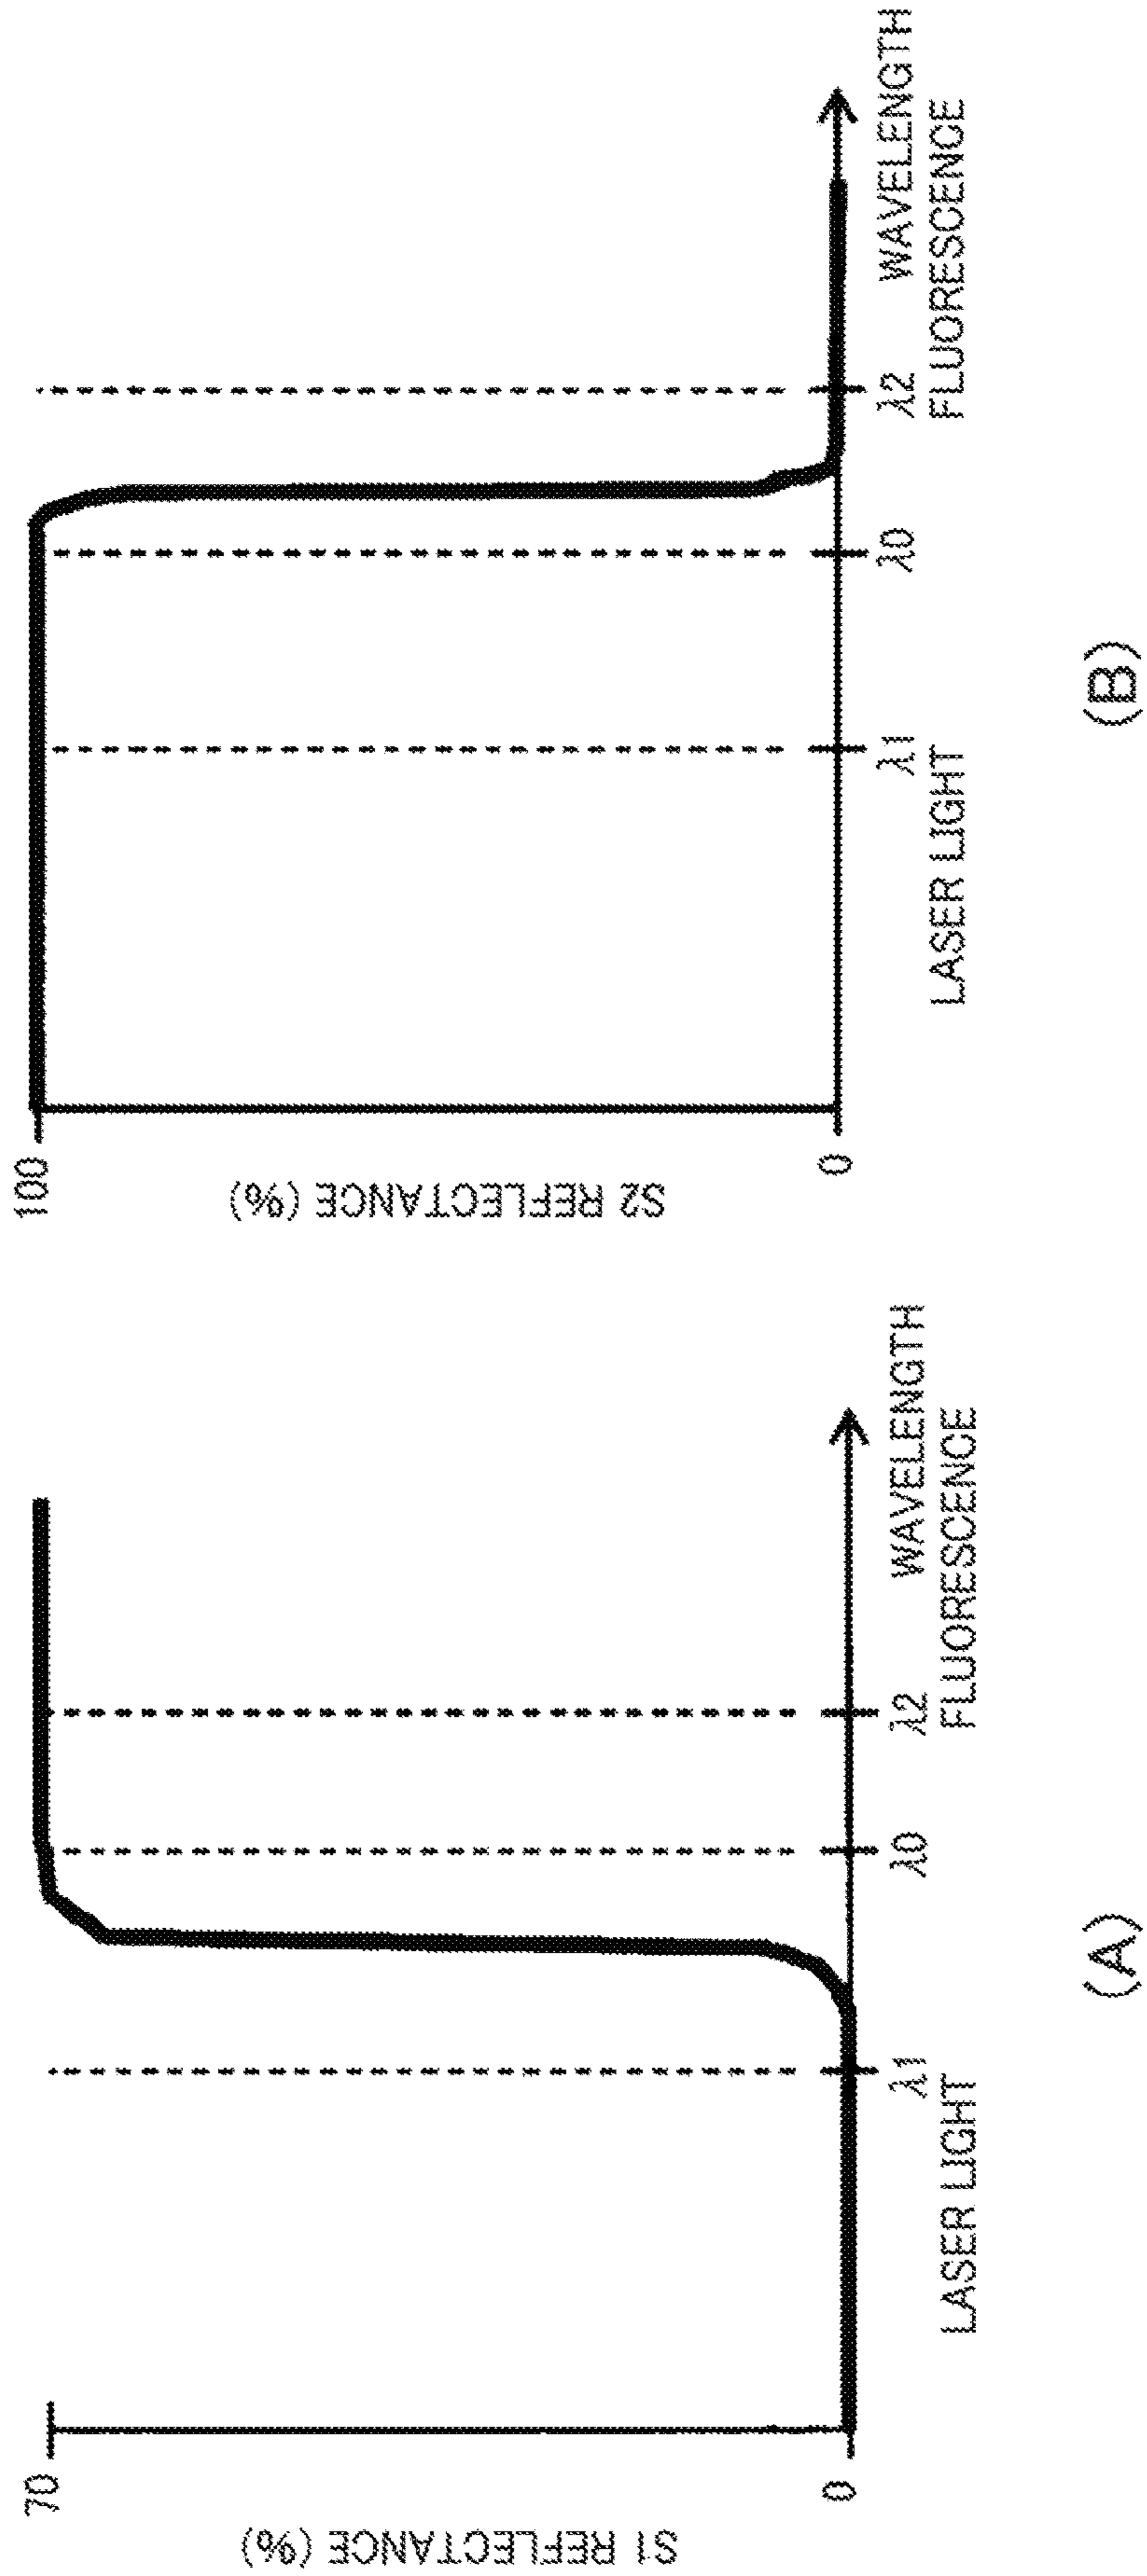 S1 REFLECTANCE (%)
70
0
λ1
λ0
λ2
WAVELENGTH
LASER LIGHT
FLUORESCENCE
(A)
S2 REFLECTANCE (%)
100
0
λ1
λ0
λ2
WAVELENGTH
LASER LIGHT
FLUORESCENCE
(B)